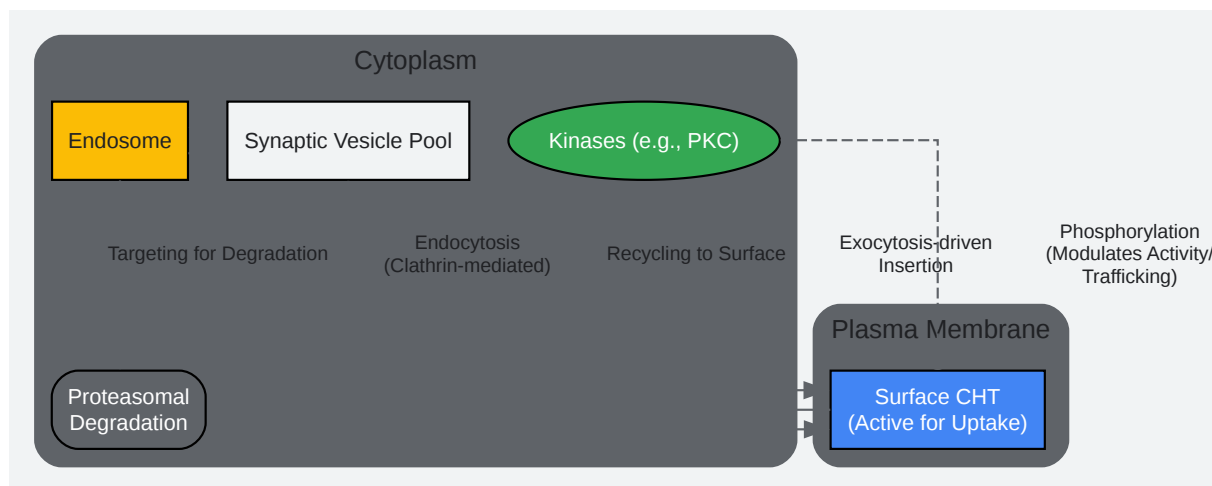 Cytoplasm
Endosome
Synaptic Vesicle Pool
Kinases (e.g., PKC)
Targeting for Degradation
Endocytosis
(Clathrin-mediated)
Recycling to Surface
Exocytosis-driven
Insertion
Phosphorylation
(Modulates Activity/
Trafficking)
Plasma Membrane
Proteasomal
Degradation
Surface CHT
(Active for Uptake)